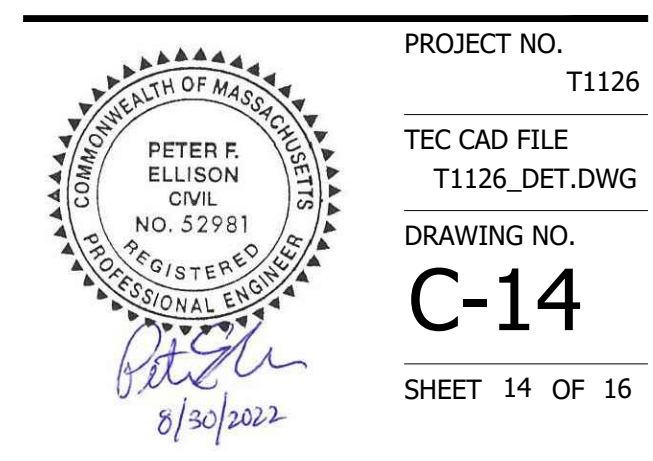 COMMONWEALTH OF MASSACHUSETTS
PETER F.
ELLISON
CIVIL
NO. 52981
REGISTERED
PROFESSIONAL ENGINEER
8/30/2022
PROJECT NO.
T1126
TEC CAD FILE
T1126_DET.DWG
DRAWING NO.
C-14
SHEET 14 OF 16